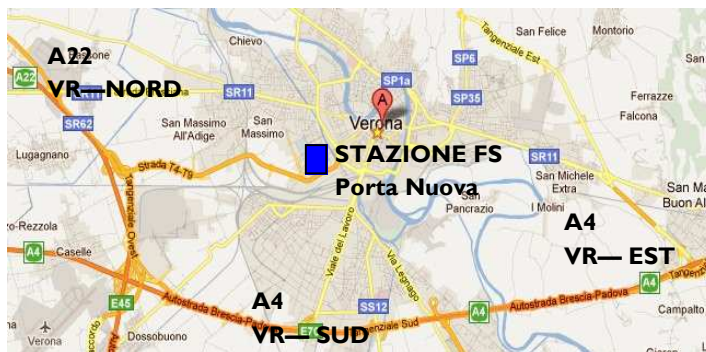 San Felice
Tangenziale Est
Chievo
SP6
A22
VR—NORD
A22
SR11
SP1a
SP35
Ferrazze
Falcona
SR62
San Massimo
All'Adige
San
Massimo
A
Verona
Lugagnano
Strada T4-T9
STAZIONE FS
Porta Nuova
SR11
San Michele
Extra
San
Pancrazio
I Molini
San Ma
Buon Al
Tangenziale Ovest
Viale del Lavoro
Via Legnago
A4
VR— EST
A4
Caselle
A4
E45
Autostrada Brescia-Padova
A4
VR— SUD
SS12
A4
Autostrada Brescia-Padova
Campalto
Verona
Dossobuono